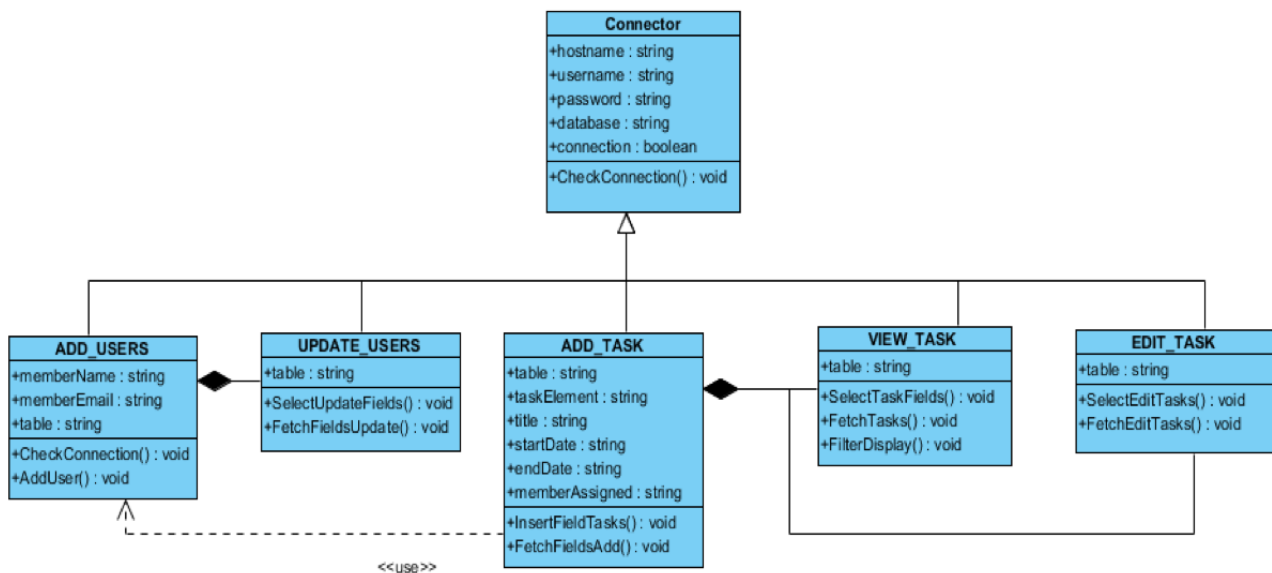 Connector
+hostname : string
+username : string
+password : string
+database : string
+connection : boolean
+CheckConnection() : void
ADD_USERS
+memberName : string
+memberEmail : string
+table : string
+CheckConnection() : void
+AddUser() : void
UPDATE_USERS
+table : string
+SelectUpdateFields() : void
+FetchFieldsUpdate() : void
ADD_TASK
+table : string
+taskElement : string
+title : string
+startDate : string
+endDate : string
+memberAssigned : string
+InsertFieldTasks() : void
+FetchFieldsAdd() : void
VIEW_TASK
+table : string
+SelectTaskFields() : void
+FetchTasks() : void
+FilterDisplay() : void
EDIT_TASK
+table : string
+SelectEditTasks() : void
+FetchEditTasks() : void
<<use>>